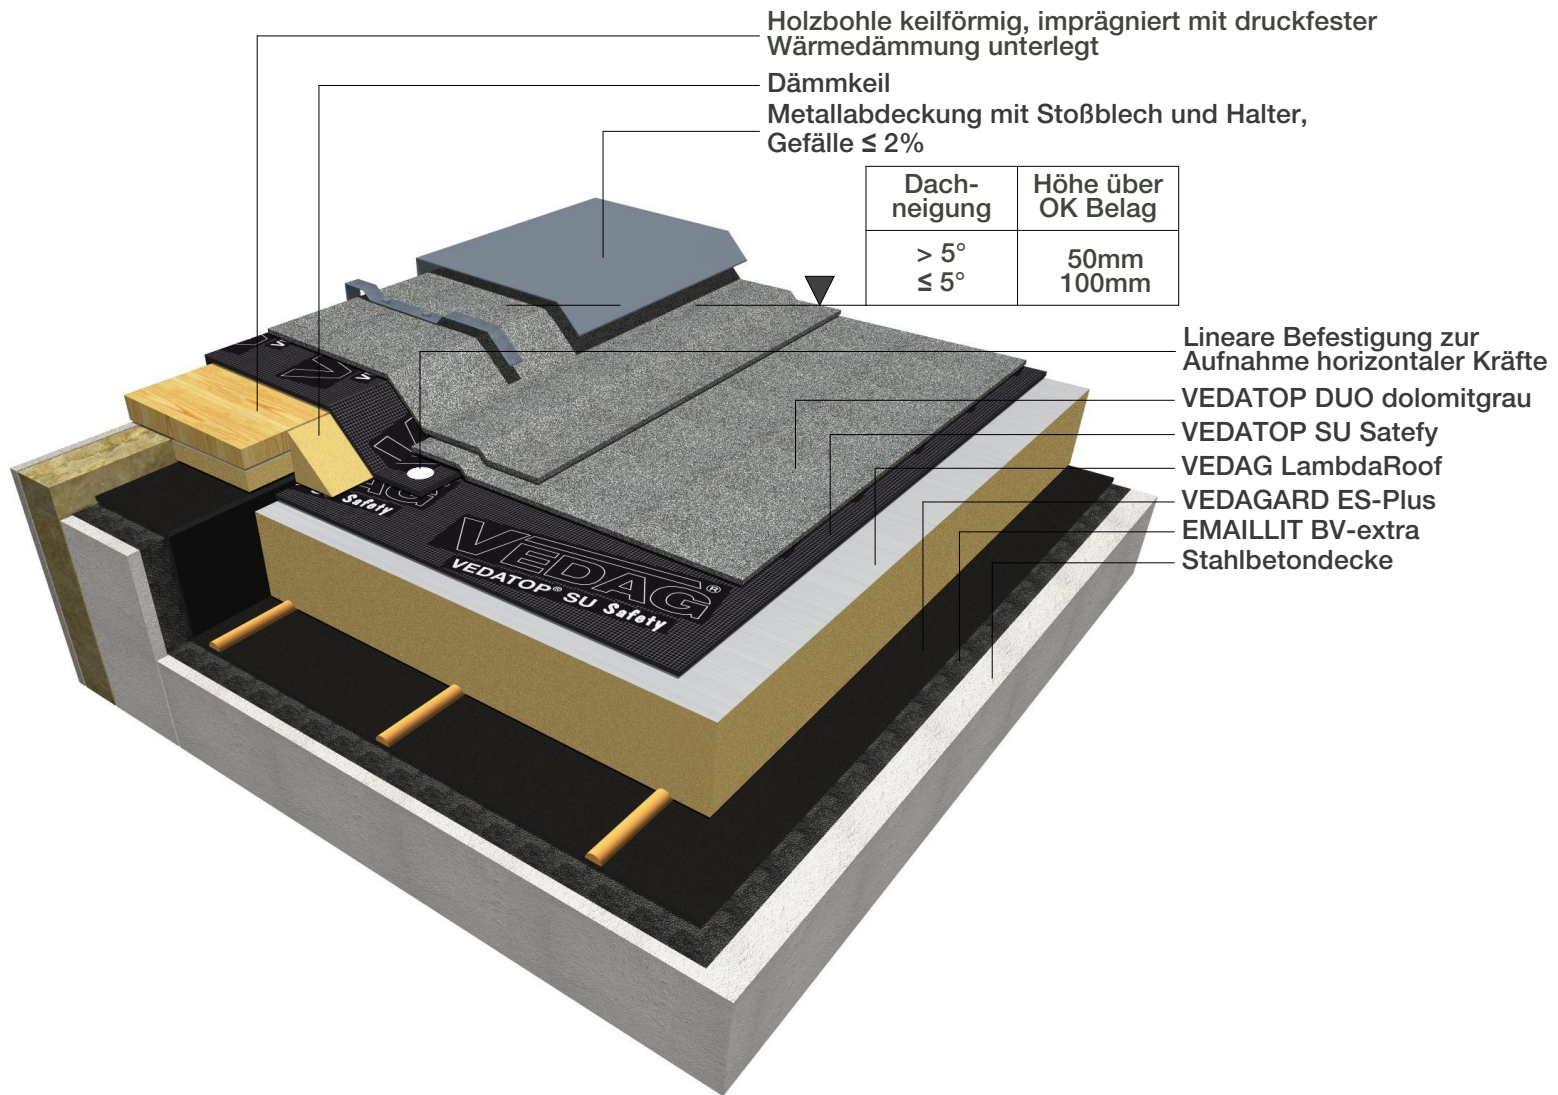 Holzbohle keilförmig, imprägniert mit druckfester
Wärmedämmung unterlegt
Dämmkeil
Metallabdeckung mit Stoßblech und Halter,
Gefälle ≤ 2%
Dach-
neigung
Höhe über
OK Belag
> 5°
50mm
≤ 5°
100mm
Lineare Befestigung zur
Aufnahme horizontaler Kräfte
VEDATOP DUO dolomitgrau
VEDATOP SU Satefy
VEDAG LambdaRoof
VEDAGARD ES-Plus
EMAILLIT BV-extra
Stahlbetondecke
Safety
VEDAG®
VEDATOP® SU Safety